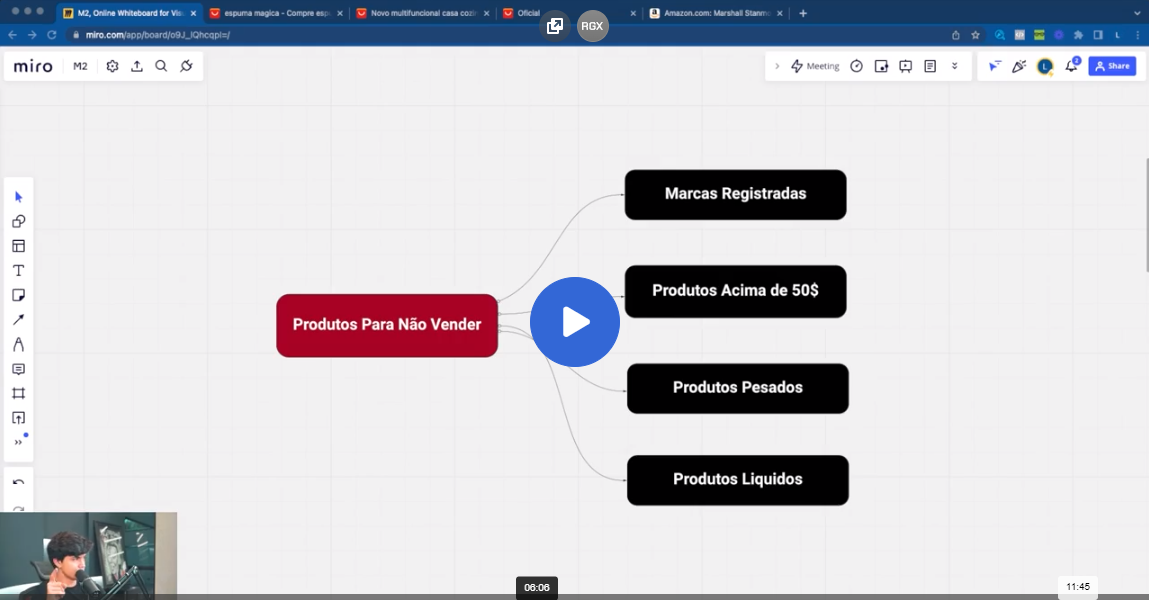 M2, Online Whiteboard for Vis
espuma magica - Compre esp
Novo multifuncional casa cozi
Oficial
Amazon.com: Marshall Stanm
RGX
miro.com/app/board/o9J_lQhcqpI=/
miro
M2
Meeting
2
L
Share
Marcas Registradas
Produtos Acima de 50$
Produtos Para Não Vender
Produtos Pesados
Produtos Liquidos
06:06
11:45